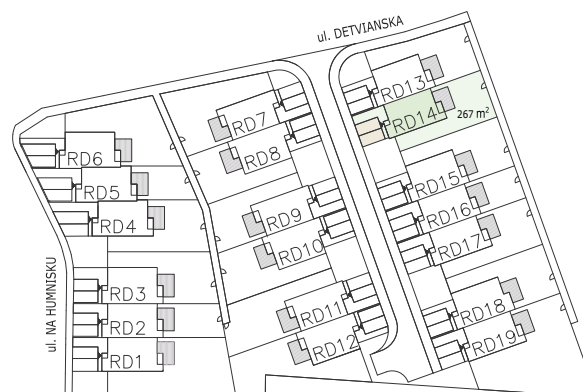 ul. DETVIANSKA
RD13
RD14
267 m²
RD7
RD8
RD6
RD5
RD4
RD15
RD16
RD17
RD9
RD10
ul. NA HUMNISKU
RD3
RD2
RD1
RD11
RD12
RD18
RD19